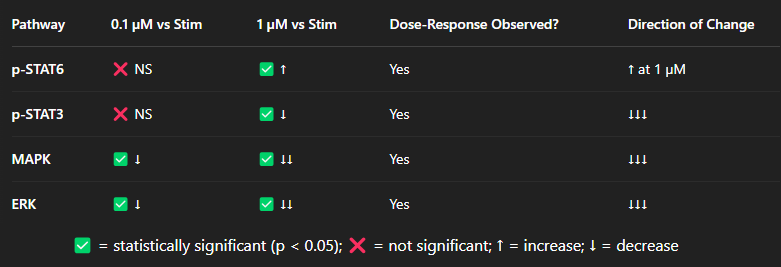 Pathway 0.1 µM vs Stim 1 µM vs Stim Dose-Response Observed? Direction of Change
p-STAT6 ❌ NS ✅ ↑ Yes ↑ at 1 µM
p-STAT3 ❌ NS ✅ ↓ Yes ↓↓↓
MAPK ✅ ↓ ✅ ↓↓ Yes ↓↓↓
ERK ✅ ↓ ✅ ↓↓ Yes ↓↓↓
✅ = statistically significant (p < 0.05); ❌ = not significant; ↑ = increase; ↓ = decrease